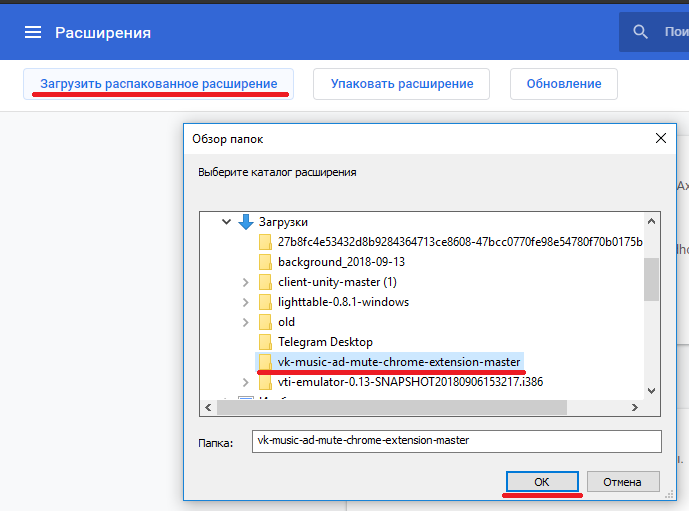 Расширения
Загрузить распакованное расширение
Упаковать расширение
Обновление
Обзор папок
Выберите каталог расширения
Загрузки
27b8fc4e53432d8b9284364713ce8608-47bcc0770fe98e54780f70b0175b
background_2018-09-13
client-unity-master (1)
lighttable-0.8.1-windows
old
Telegram Desktop
vk-music-ad-mute-chrome-extension-master
vti-emulator-0.13-SNAPSHOT20180906153217.i386
Папка:
vk-music-ad-mute-chrome-extension-master
OK
Отмена